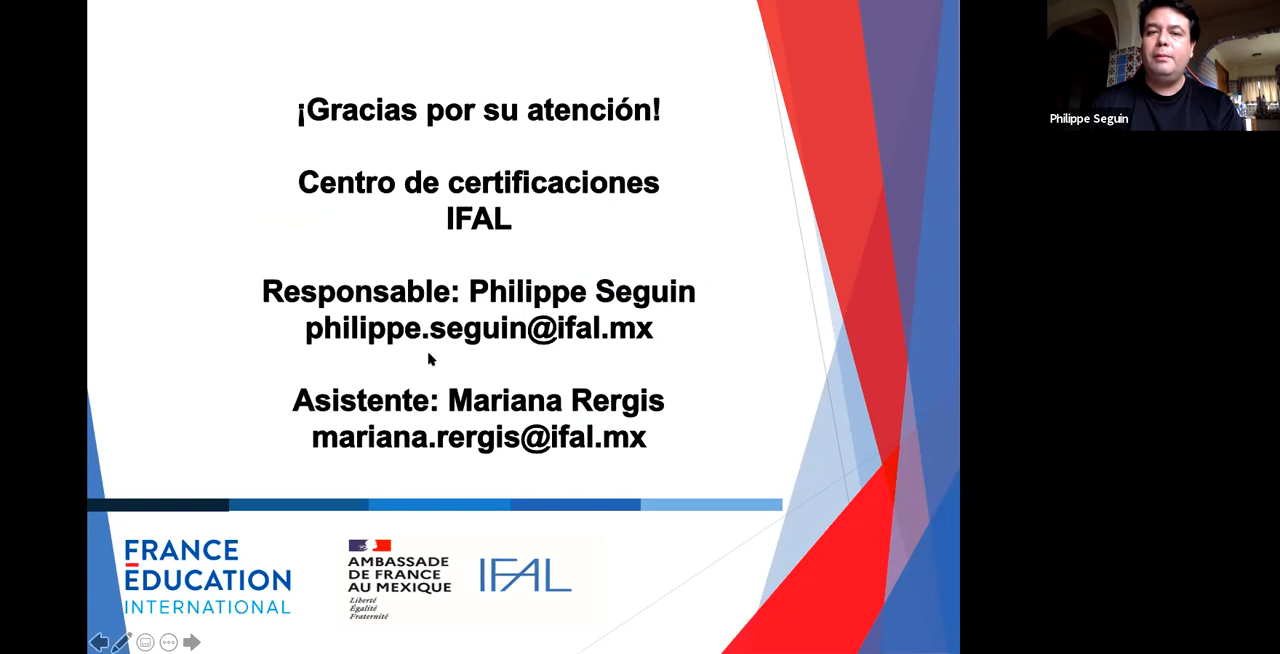 ¡Gracias por su atención!
Centro de certificaciones
IFAL
Responsable: Philippe Seguin
philippe.seguin@ifal.mx
Asistente: Mariana Rergis
mariana.rergis@ifal.mx
FRANCE
ÉDUCATION
INTERNATIONAL
AMBASSADE
DE FRANCE
AU MEXIQUE
Liberté
Égalité
Fraternité
IFAL
Philippe Seguin